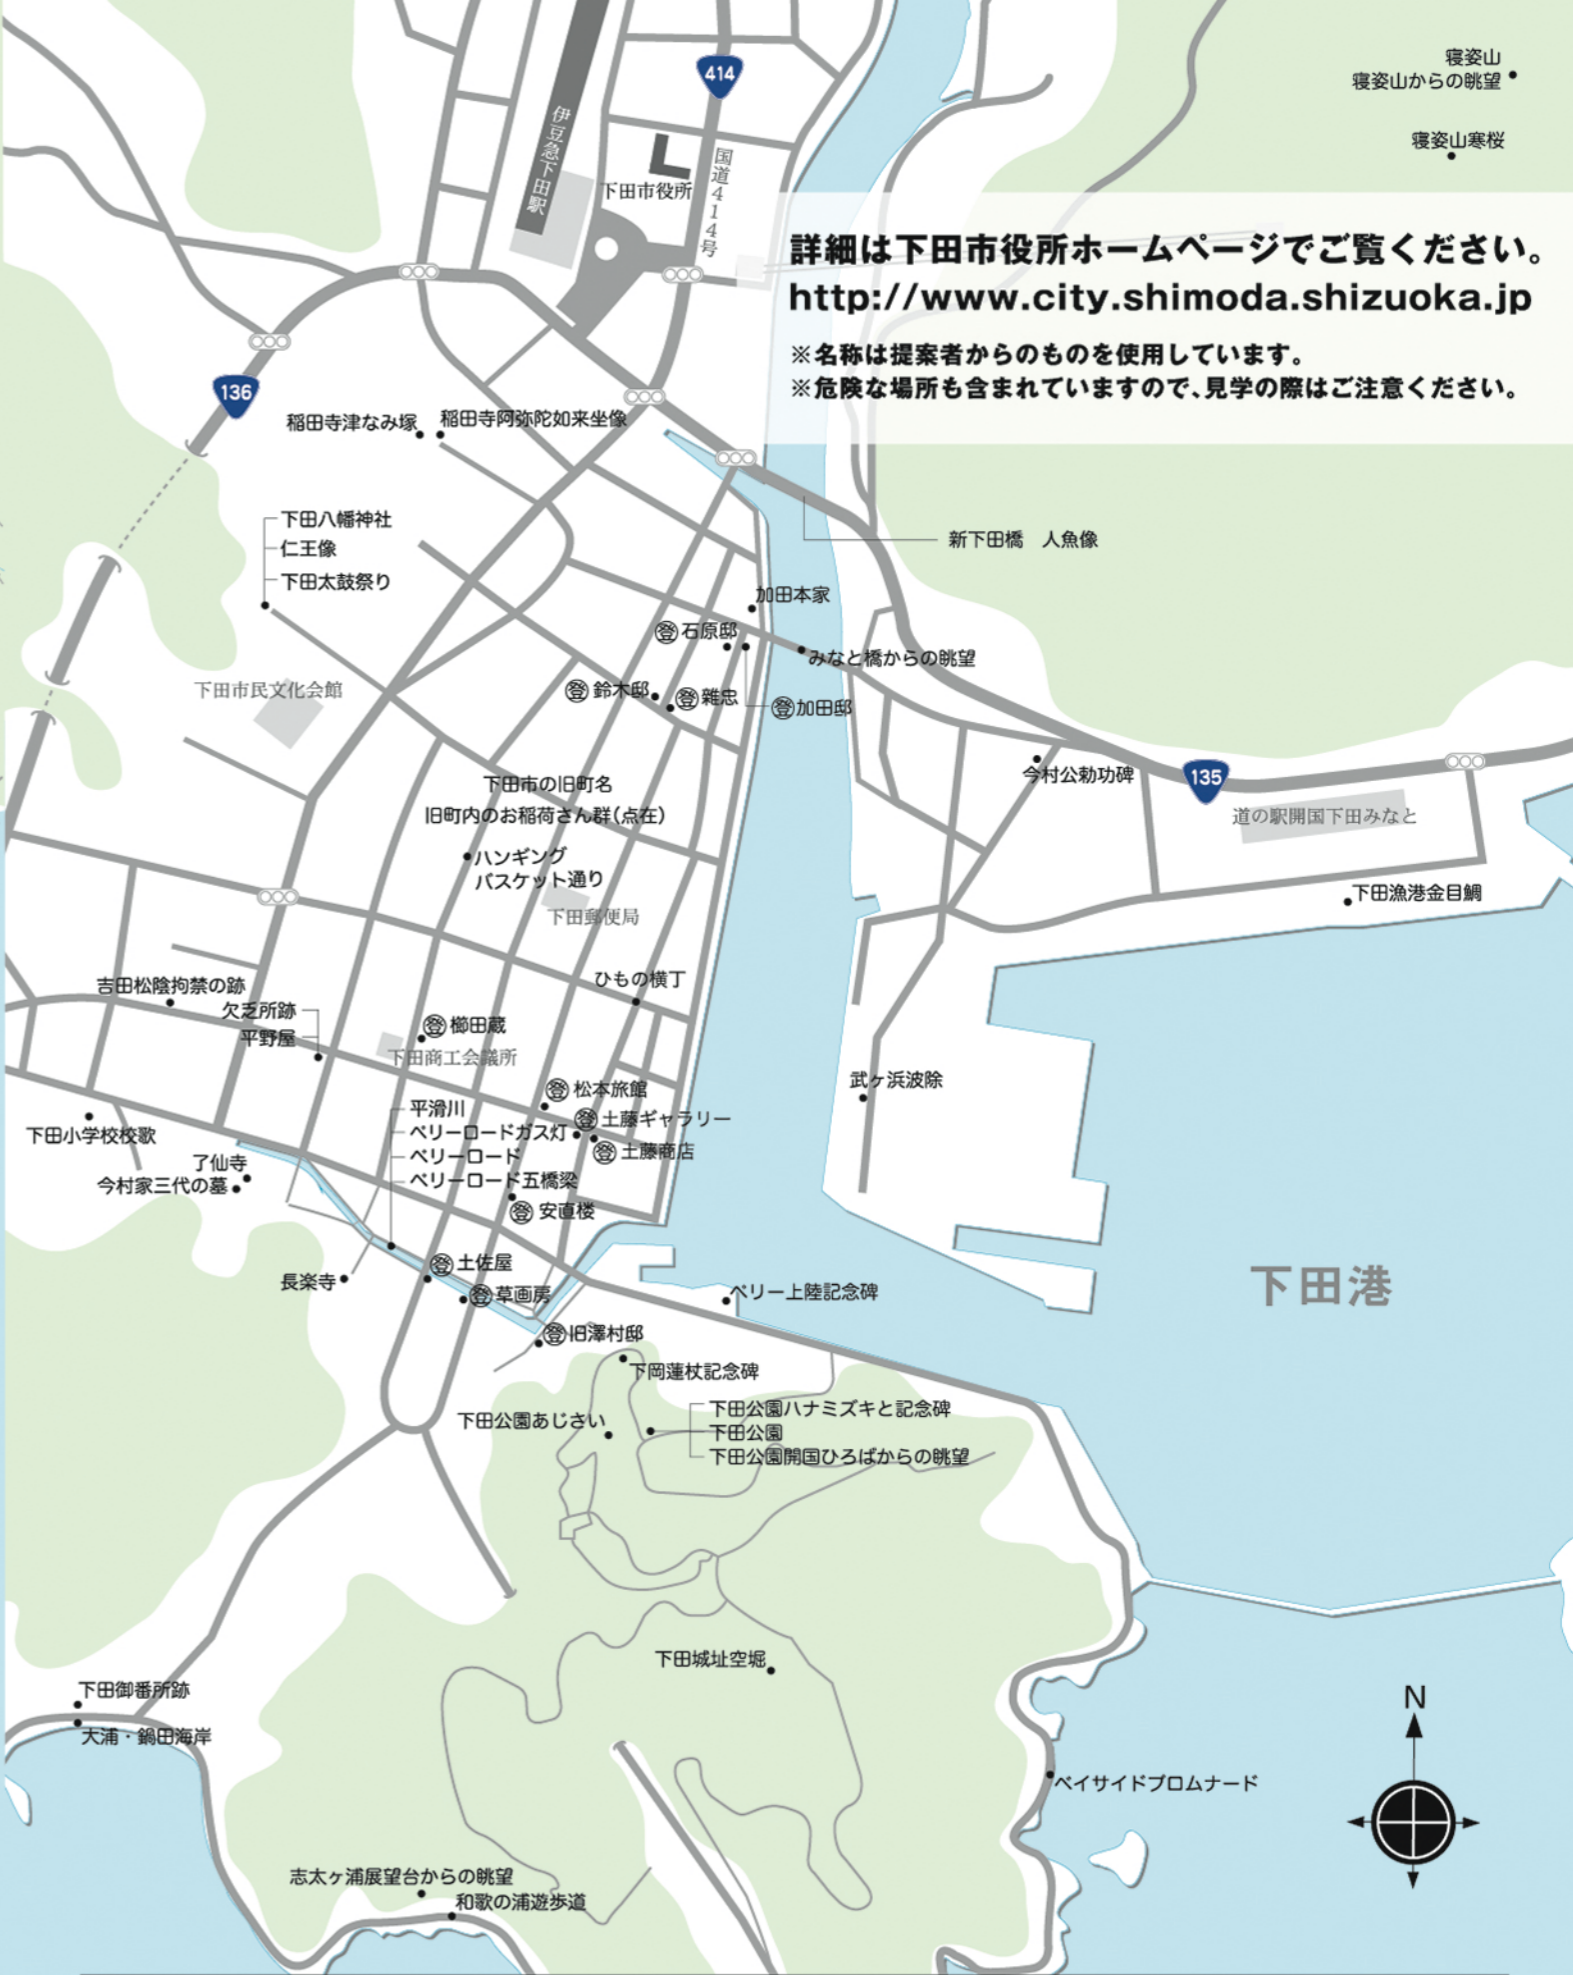 寝姿山
寝姿山からの眺望
寝姿山寒桜
414
伊豆急下田駅
下田市役所
国道414号
詳細は下田市役所ホームページでご覧ください。
http://www.city.shimoda.shizuoka.jp
※名称は提案者からのものを使用しています。
※危険な場所も含まれていますので、見学の際はご注意ください。
136
稲田寺津なみ塚
稲田寺阿弥陀如来坐像
下田八幡神社
仁王像
下田太鼓祭り
新下田橋 人魚像
加田本家
登 石原邸
みなと橋からの眺望
下田市民文化会館
登 鈴木邸
登 雑忠
登 加田邸
今村公勅功碑
135
道の駅開国下田みなと
下田市の旧町名
旧町内のお稲荷さん群(点在)
ハンギング
バスケット通り
下田郵便局
下田漁港金目鯛
ひもの横丁
吉田松陰拘禁の跡
欠乏所跡
平野屋
登 櫛田蔵
下田商工会議所
武ヶ浜波除
登 松本旅館
平滑川
登 土藤ギャラリー
ペリーロードガス灯
ペリーロード
登 土藤商店
ペリーロード五橋梁
下田小学校校歌
了仙寺
今村家三代の墓
登 安直楼
登 土佐屋
長楽寺
登 草画房
ペリー上陸記念碑
下田港
登 旧澤村邸
下岡蓮杖記念碑
下田公園あじさい
下田公園ハナミズキと記念碑
下田公園
下田公園開国ひろばからの眺望
下田城址空堀
下田御番所跡
大浦・鍋田海岸
N
ベイサイドプロムナード
志太ヶ浦展望台からの眺望
和歌の浦遊歩道